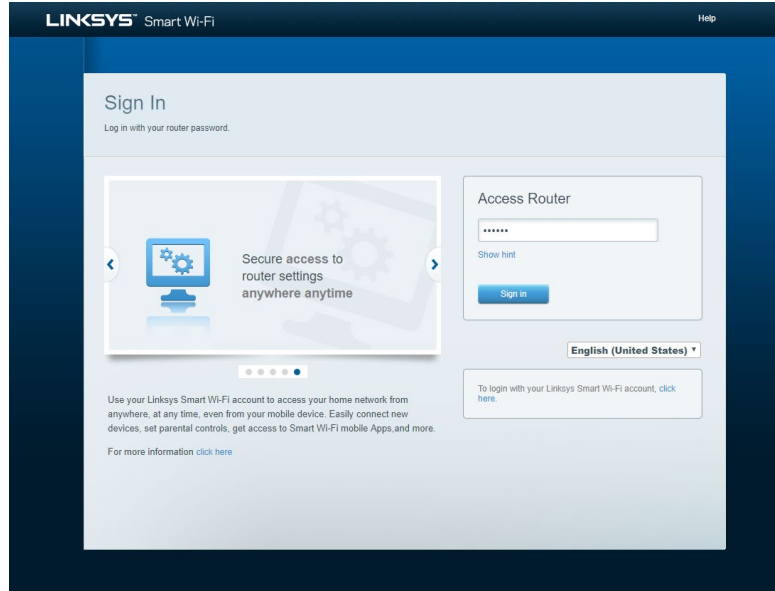 LINKSYS™ Smart Wi-Fi
Help
Sign In
Log in with your router password.
Secure access to
router settings
anywhere anytime
Use your Linksys Smart Wi-Fi account to access your home network from
anywhere, at any time, even from your mobile device. Easily connect new
devices, set parental controls, get access to Smart Wi-Fi mobile Apps,and more.
For more information click here
Access Router
••••••
Show hint
Sign in
English (United States)
To login with your Linksys Smart Wi-Fi account, click
here.